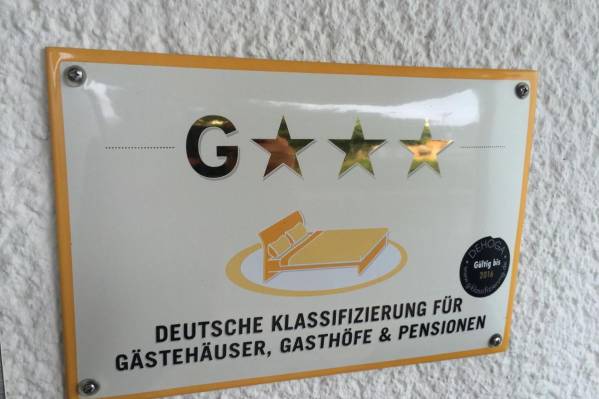 G★★★
DEHOGA
Gültig bis
2016
DEUTSCHE KLASSIFIZIERUNG FÜR
GÄSTEHÄUSER, GASTHÖFE & PENSIONEN